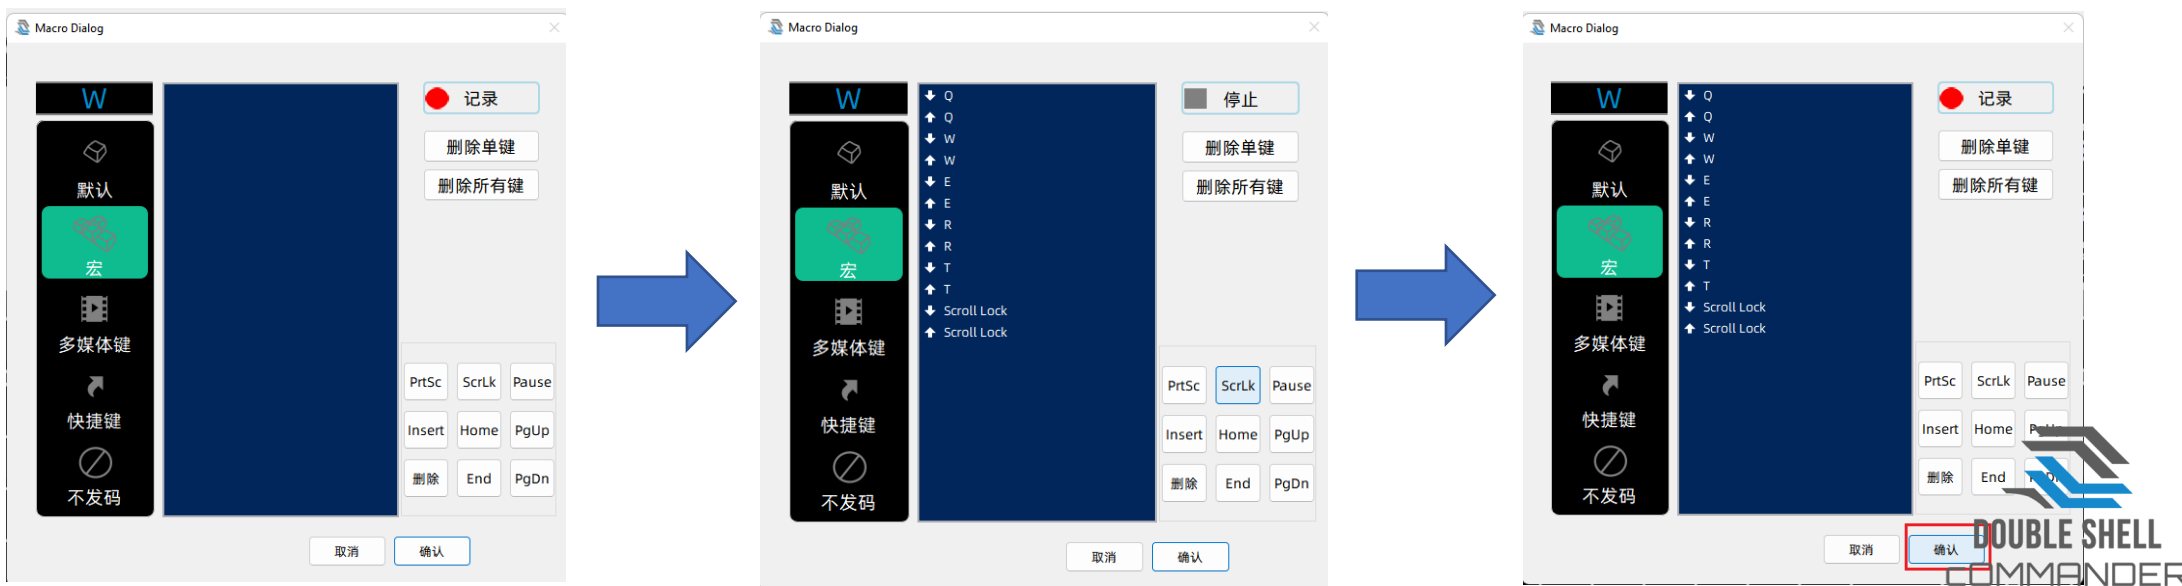 Macro Dialog
W
记录
删除单键
删除所有键
默认
宏
多媒体键
快捷键
不发码
PrtSc ScrLk Pause
Insert Home PgUp
删除 End PgDn
取消 确认
Macro Dialog
W
Q
Q
W
W
E
E
R
R
T
T
Scroll Lock
Scroll Lock
停止
删除单键
删除所有键
默认
宏
多媒体键
快捷键
不发码
PrtSc ScrLk Pause
Insert Home PgUp
删除 End PgDn
取消 确认
Macro Dialog
W
Q
Q
W
W
E
E
R
R
T
T
Scroll Lock
Scroll Lock
记录
删除单键
删除所有键
默认
宏
多媒体键
快捷键
不发码
PrtSc ScrLk Pause
Insert Home
删除 End
取消 确认
DOUBLE SHELL
COMMANDER